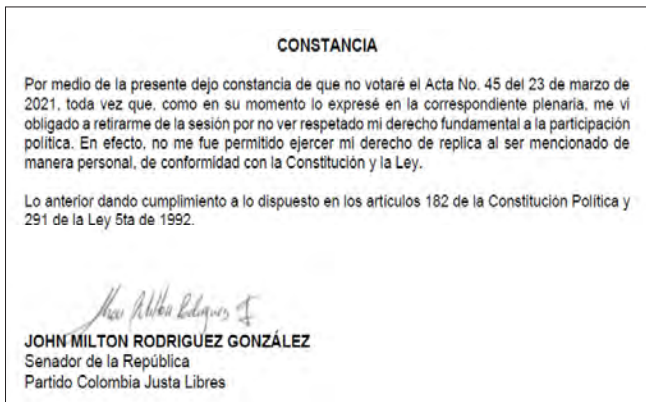 CONSTANCIA
Por medio de la presente dejo constancia de que no votaré el Acta No. 45 del 23 de marzo de
2021, toda vez que, como en su momento lo expresé en la correspondiente plenaria, me vi
obligado a retirarme de la sesión por no ver respetado mi derecho fundamental a la participación
política. En efecto, no me fue permitido ejercer mi derecho de replica al ser mencionado de
manera personal, de conformidad con la Constitución y la Ley.
Lo anterior dando cumplimiento a lo dispuesto en los artículos 182 de la Constitución Política y
291 de la Ley 5ta de 1992.
JOHN MILTON RODRIGUEZ GONZÁLEZ
Senador de la República
Partido Colombia Justa Libres